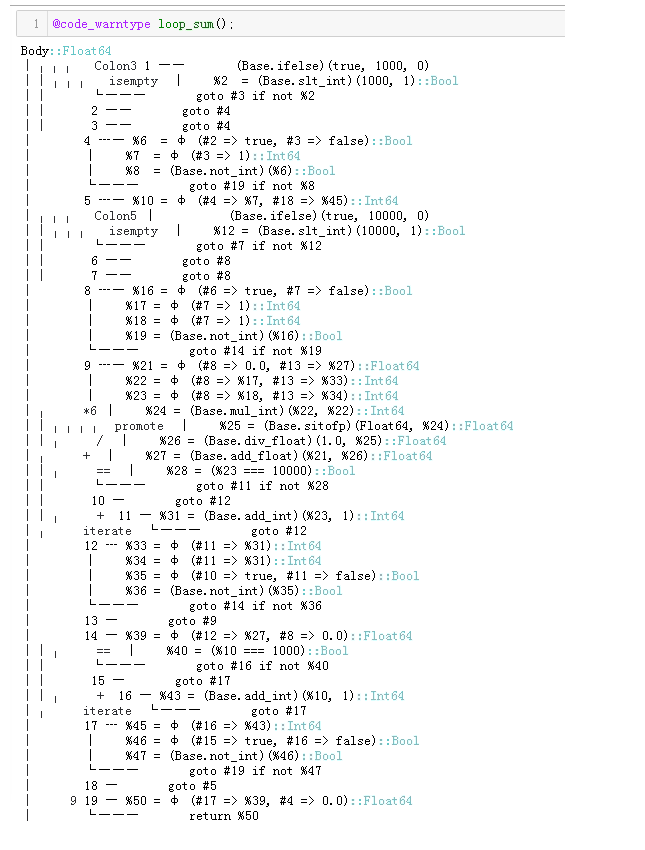 1 @code_warntype loop_sum();
Body::Float64
│ ╷╷╷ Colon3 1 ── (Base.ifelse)(true, 1000, 0)
│ │╷╷╷ isempty │ %2 = (Base.slt_int)(1000, 1)::Bool
│ │ └─── goto #3 if not %2
│ │ 2 ── goto #4
│ │ 3 ── goto #4
│ 4 ┄─ %6 = φ (#2 => true, #3 => false)::Bool
│ │ %7 = φ (#3 => 1)::Int64
│ │ %8 = (Base.not_int)(%6)::Bool
│ └─── goto #19 if not %8
│ 5 ┄─ %10 = φ (#4 => %7, #18 => %45)::Int64
│ ╷╷╷ Colon5 │ (Base.ifelse)(true, 10000, 0)
│ │╷╷╷ isempty │ %12 = (Base.slt_int)(10000, 1)::Bool
│ │ └─── goto #7 if not %12
│ │ 6 ── goto #8
│ │ 7 ── goto #8
│ 8 ┄─ %16 = φ (#6 => true, #7 => false)::Bool
│ │ %17 = φ (#7 => 1)::Int64
│ │ %18 = φ (#7 => 1)::Int64
│ │ %19 = (Base.not_int)(%16)::Bool
│ └─── goto #14 if not %19
│ 9 ┄─ %21 = φ (#8 => 0.0, #13 => %27)::Float64
│ │ %22 = φ (#8 => %17, #13 => %33)::Int64
│ │ %23 = φ (#8 => %18, #13 => %34)::Int64
│ ╷ *6 │ %24 = (Base.mul_int)(%22, %22)::Int64
│ │╷╷╷╷ promote │ %25 = (Base.sitofp)(Float64, %24)::Float64
│ │╷ / │ %26 = (Base.div_float)(1.0, %25)::Float64
│ ╷ + │ %27 = (Base.add_float)(%21, %26)::Float64
│ │╷ == │ %28 = (%23 === 10000)::Bool
│ │ └─── goto #11 if not %28
│ │ 10 ─ goto #12
│ │╷ + 11 ─ %31 = (Base.add_int)(%23, 1)::Int64
│ ╷ iterate └─── goto #12
│ 12 ┄ %33 = φ (#11 => %31)::Int64
│ │ %34 = φ (#11 => %31)::Int64
│ │ %35 = φ (#10 => true, #11 => false)::Bool
│ │ %36 = (Base.not_int)(%35)::Bool
│ └─── goto #14 if not %36
│ 13 ─ goto #9
│ 14 ─ %39 = φ (#12 => %27, #8 => 0.0)::Float64
│ │╷ == │ %40 = (%10 === 1000)::Bool
│ │ └─── goto #16 if not %40
│ │ 15 ─ goto #17
│ │╷ + 16 ─ %43 = (Base.add_int)(%10, 1)::Int64
│ ╷ iterate └─── goto #17
│ 17 ┄ %45 = φ (#16 => %43)::Int64
│ │ %46 = φ (#15 => true, #16 => false)::Bool
│ │ %47 = (Base.not_int)(%46)::Bool
│ └─── goto #19 if not %47
│ 18 ─ goto #5
│ 9 19 ─ %50 = φ (#17 => %39, #4 => 0.0)::Float64
│ └─── return %50